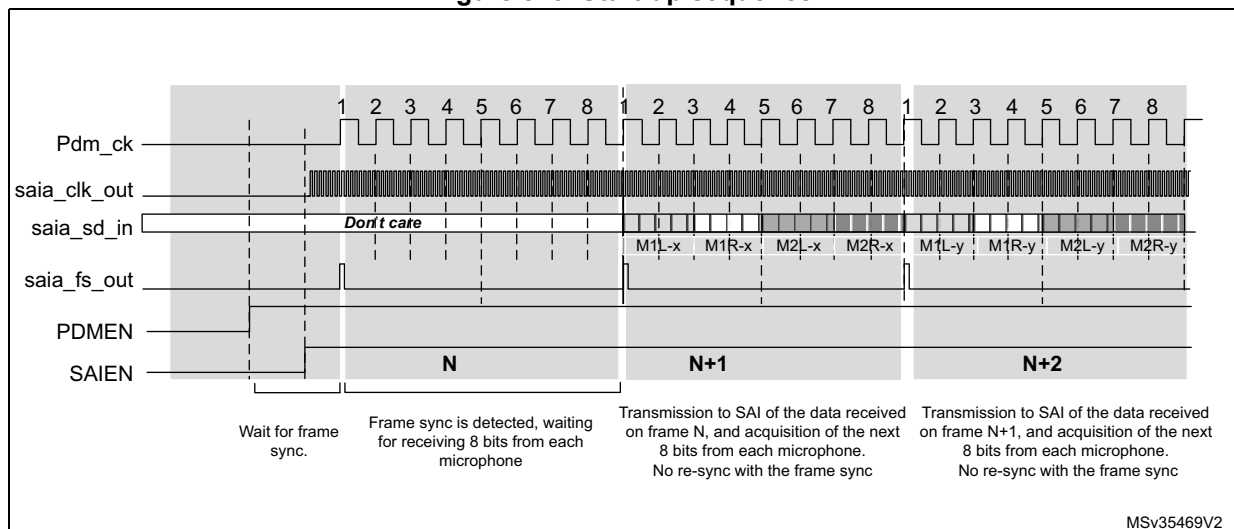 1 2 3 4 5 6 7 8 1 2 3 4 5 6 7 8 1 2 3 4 5 6 7 8
Pdm_ck
saia_clk_out
saia_sd_in Don't care M1L-x M1R-x M2L-x M2R-x M1L-y M1R-y M2L-y M2R-y
saia_fs_out
PDMEN
SAIEN N N+1 N+2
Wait for frame
sync.
Frame sync is detected, waiting
for receiving 8 bits from each
microphone
Transmission to SAI of the data received
on frame N, and acquisition of the next
8 bits from each microphone.
No re-sync with the frame sync
Transmission to SAI of the data received
on frame N+1, and acquisition of the next
8 bits from each microphone.
No re-sync with the frame sync
MSv35469V2